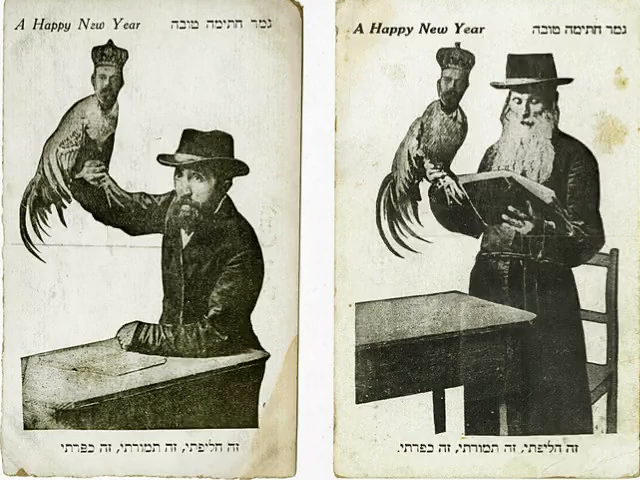 A Happy New Year גמר חתימה טובה
זה חליפתי, זה תמורתי, זה כפרתי
A Happy New Year גמר חתימה טובה
זה חליפתי, זה תמורתי, זה כפרתי.